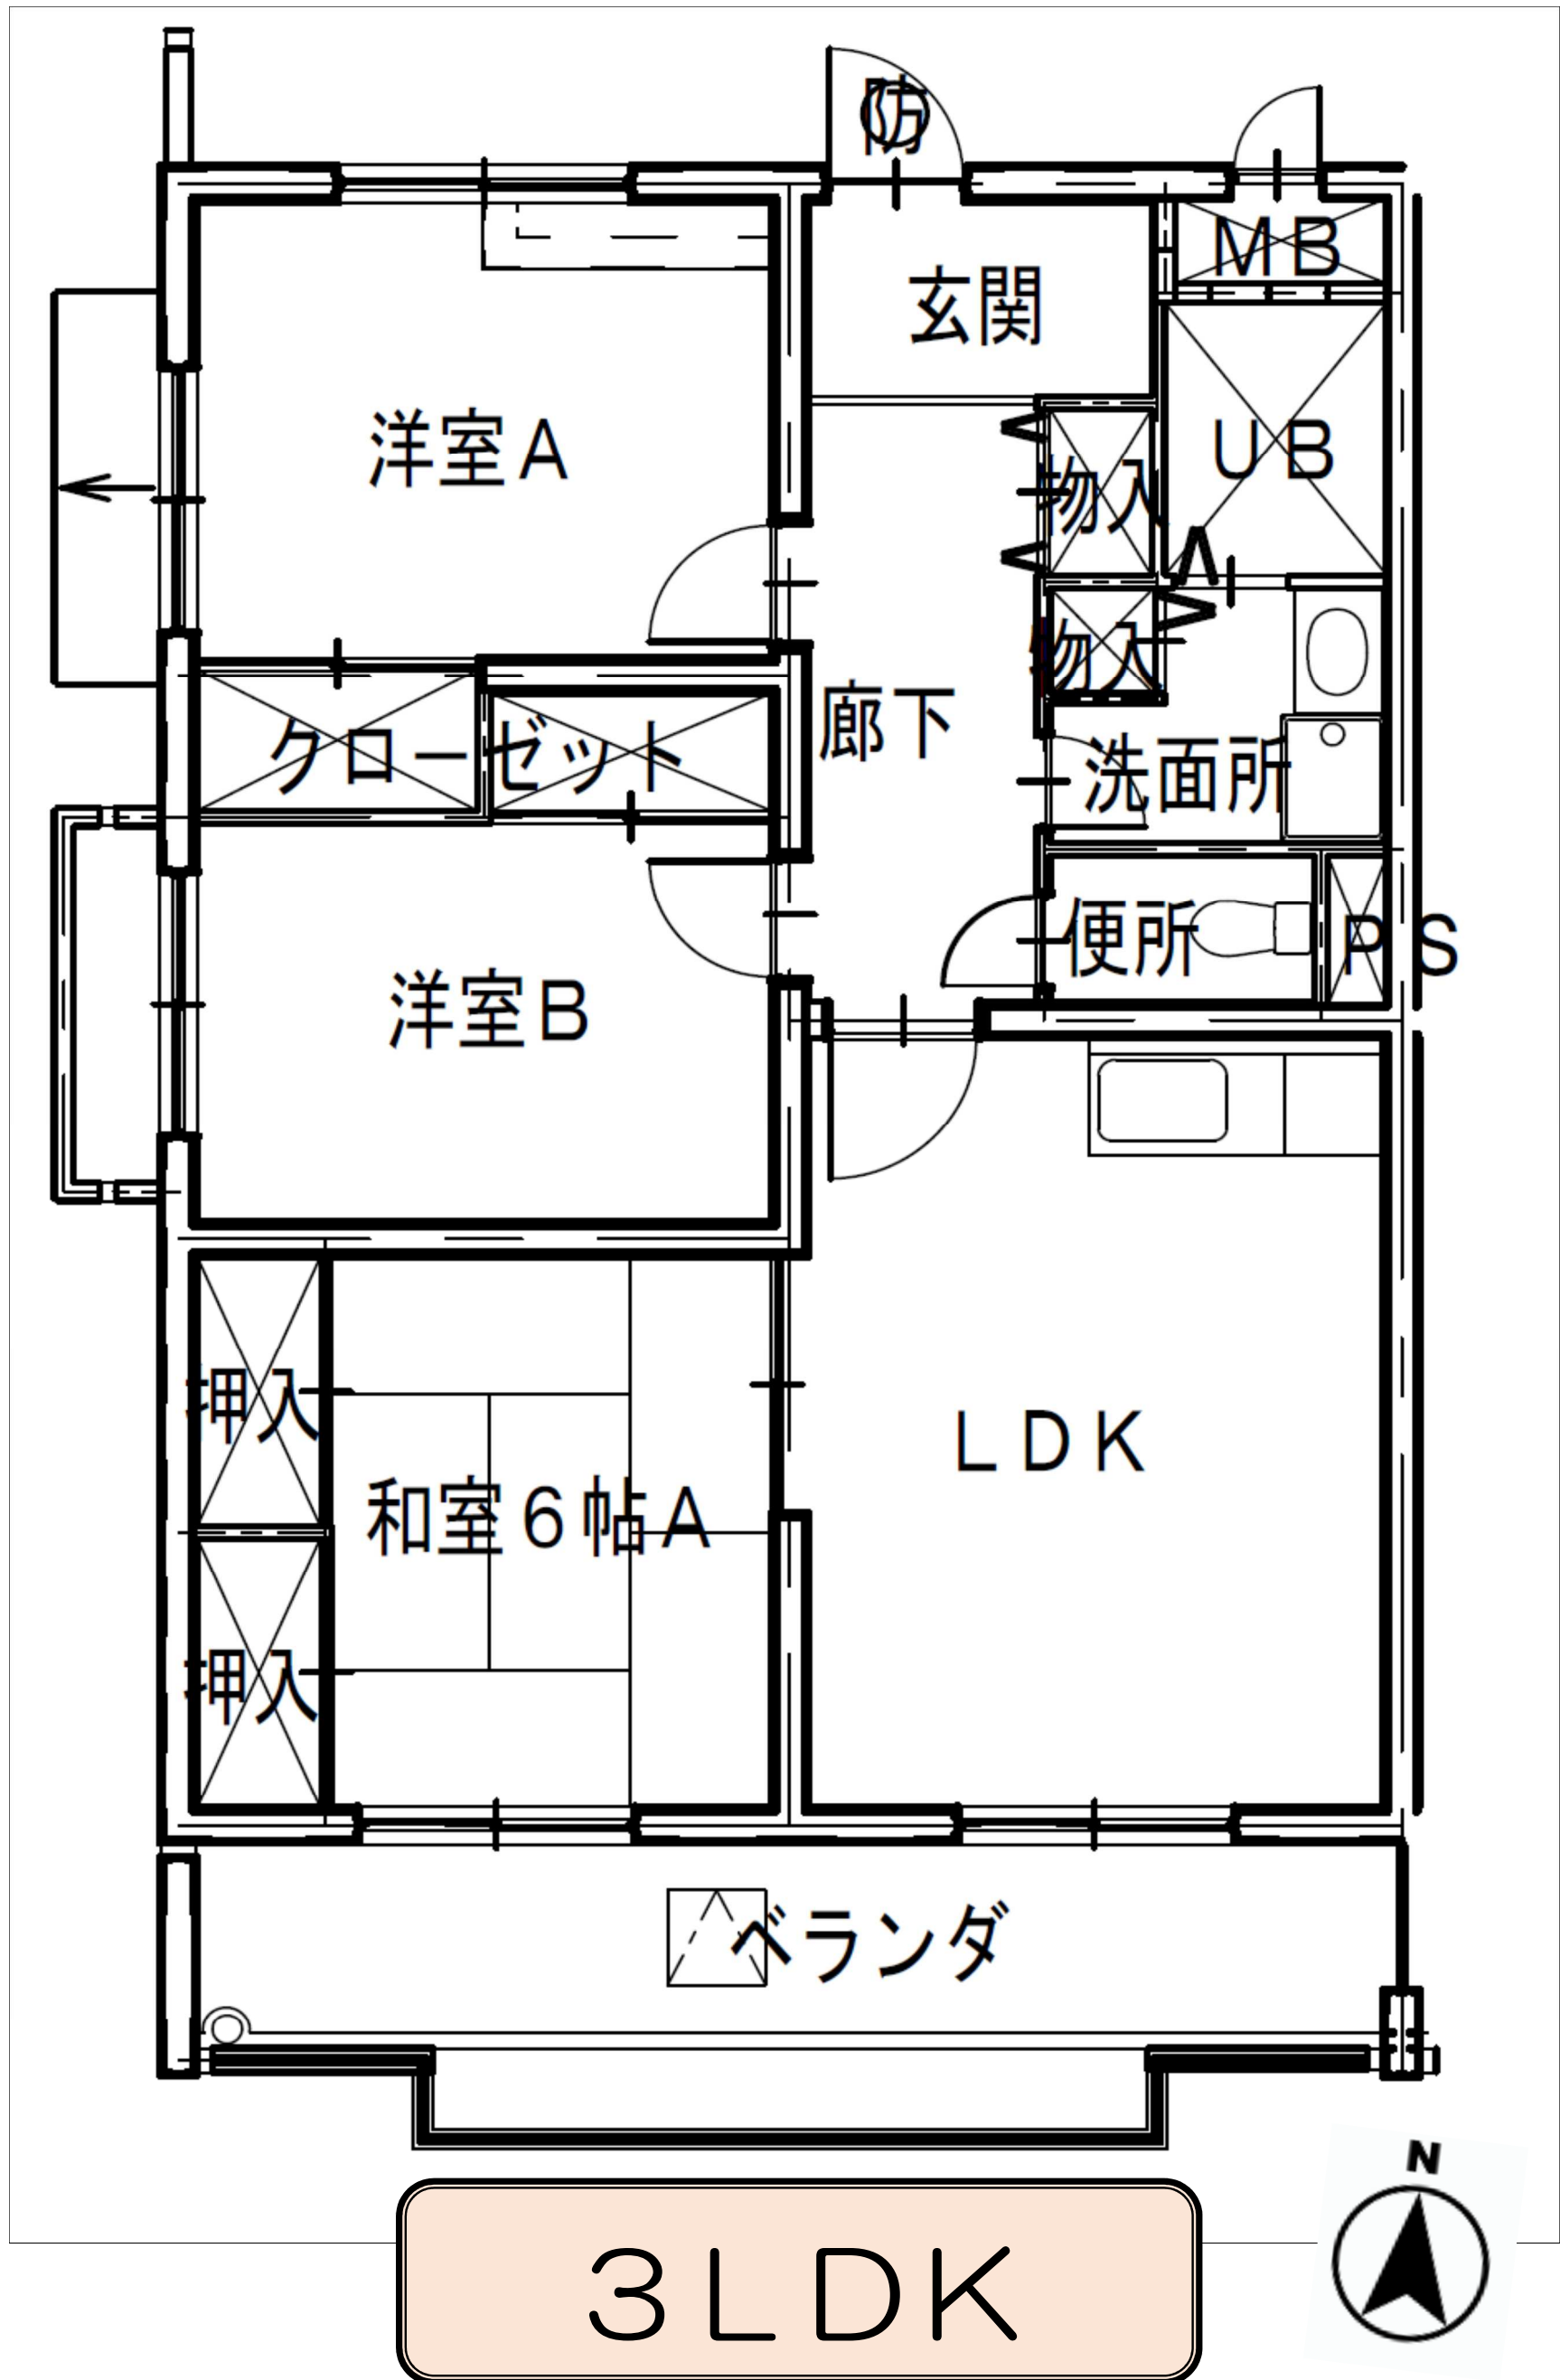 防
MB
玄関
洋室A
物入
UB
物入
クローゼット
廊下
洗面所
便所
PS
洋室B
押入
LDK
和室6帖A
押入
ベランダ
N
3LDK